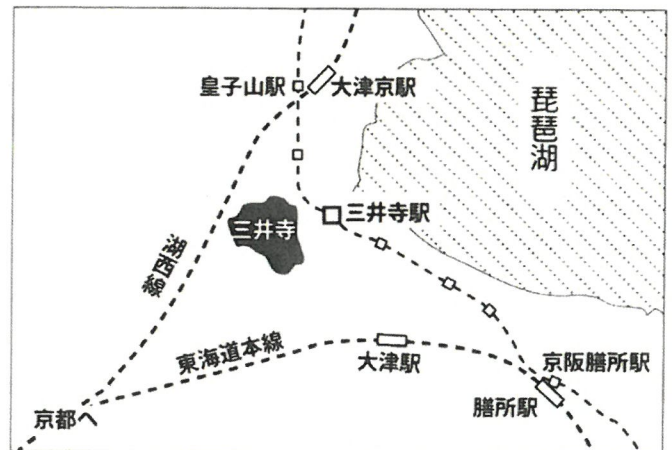 皇子山駅
大津京駅
琵琶湖
三井寺駅
三井寺
湖西線
東海道本線
大津駅
京阪膳所駅
膳所駅
京都へ